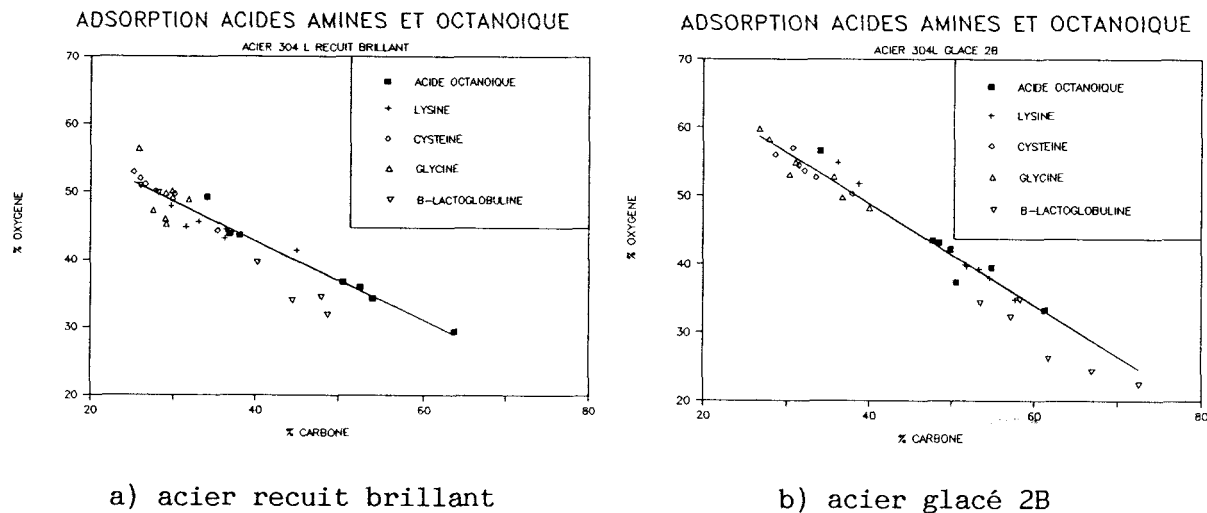 ADSORPTION ACIDES AMINES ET OCTANOIQUE
ACIER 304 L RECUIT BRILLANT
70
60
50
40
30
20
% OXYGENE
20
40
60
80
% CARBONE
ACIDE OCTANOIQUE
LYSINE
CYSTEINE
GLYCINE
B-LACTOGLOBULINE
a) acier recuit brillant
ADSORPTION ACIDES AMINES ET OCTANOIQUE
ACIER 304L GLACE 2B
70
60
50
40
30
20
% OXYGENE
20
40
60
80
% CARBONE
ACIDE OCTANOIQUE
LYSINE
CYSTEINE
GLYCINE
B-LACTOGLOBULINE
b) acier glacé 2B